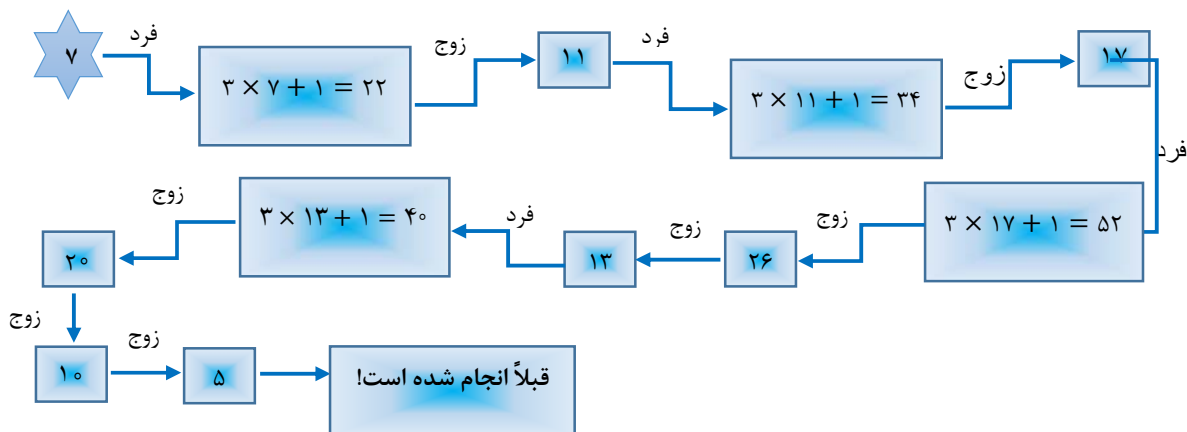 ۷
فرد
۳ × ۷ + ۱ = ۲۲
زوج
۱۱
فرد
۳ × ۱۱ + ۱ = ۳۴
زوج
۱۷
فرد
۳ × ۱۷ + ۱ = ۵۲
زوج
۲۶
زوج
۱۳
فرد
۳ × ۱۳ + ۱ = ۴۰
زوج
۲۰
زوج
۱۰
زوج
۵
قبلاً انجام شده است!